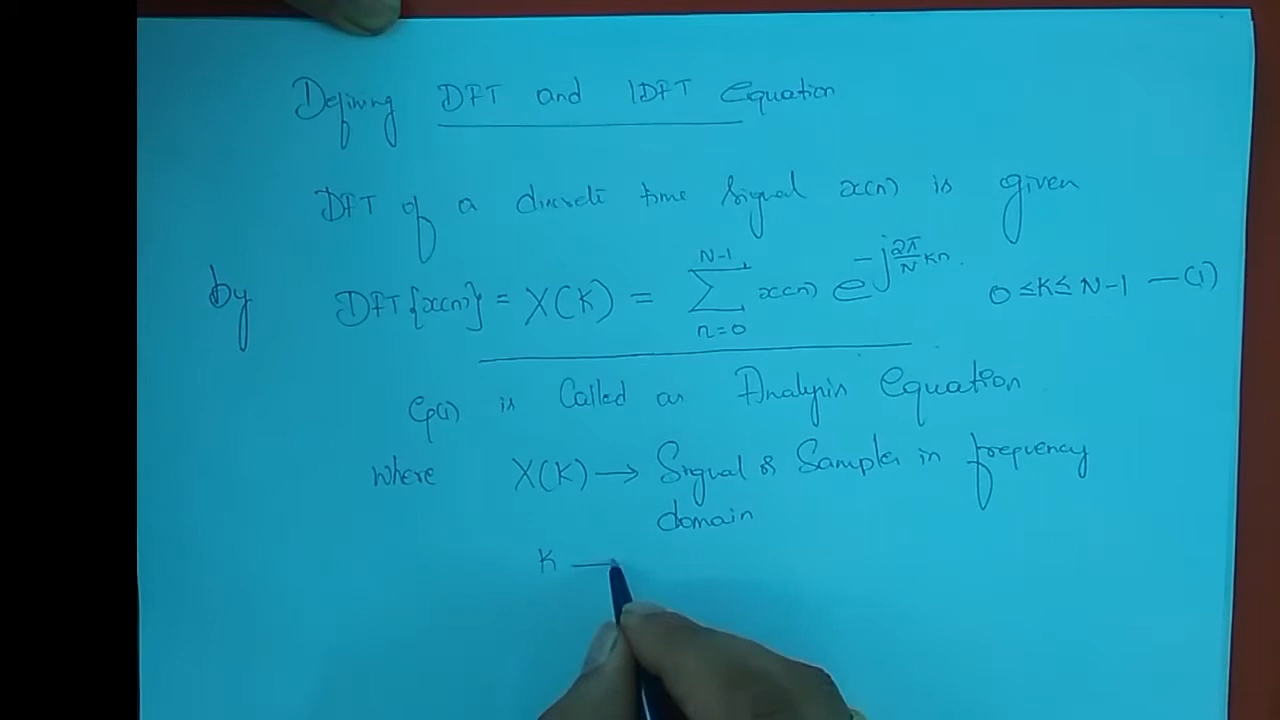 Defining DFT and IDFT Equation
DFT of a discrete time Signal x(n) is given
by DFT{x(n)} = X(K) = N-1 ∑ n=0 x(n) e^-j 2π/N Kn 0 ≤ K ≤ N-1 — (1)
Eq(1) is Called as Analysis Equation
where X(K) → Signal & Samples in frequency
domain
K —